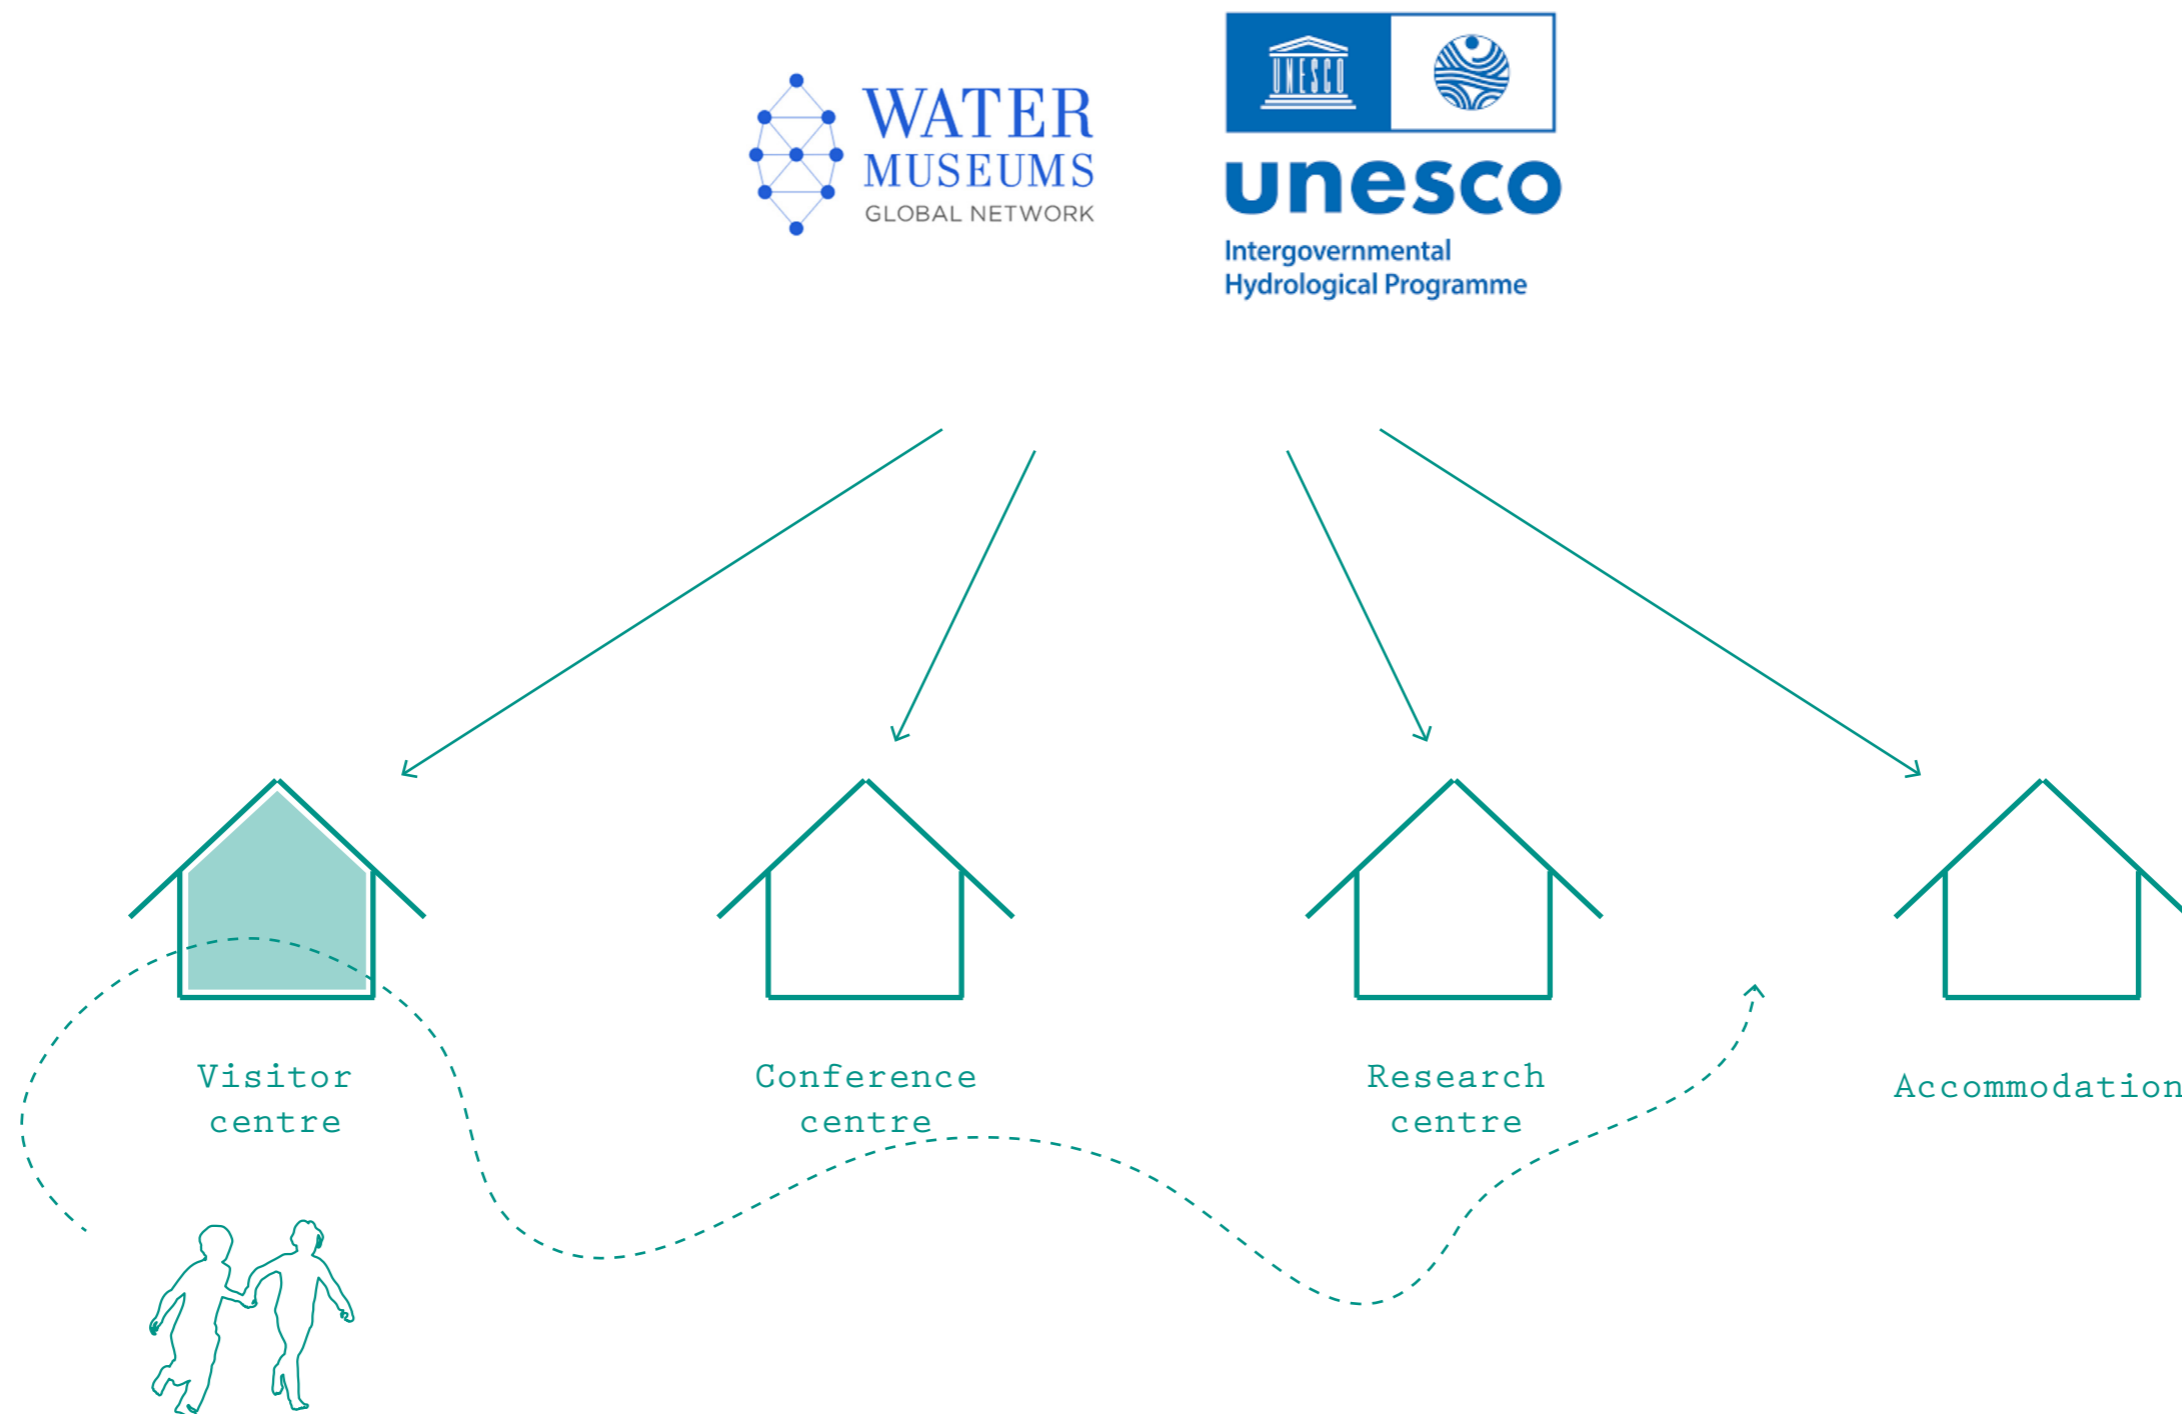 WATER
MUSEUMS
GLOBAL NETWORK
UNESCO
unesco
Intergovernmental
Hydrological Programme
Visitor
centre
Conference
centre
Research
centre
Accommodation